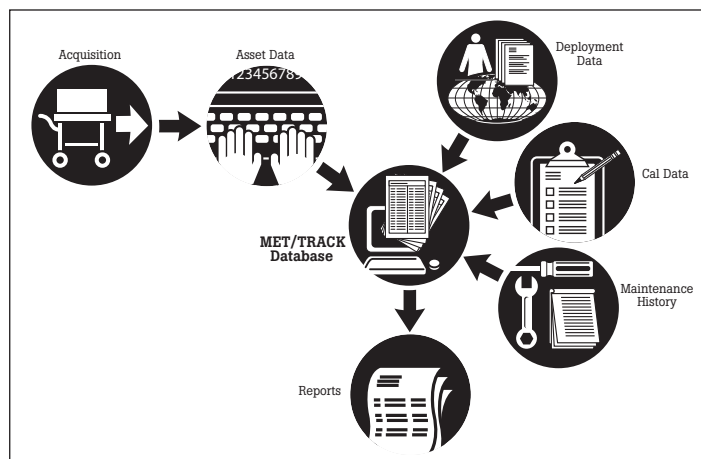 Acquisition
Asset Data
123456789
Deployment
Data
Cal Data
MET/TRACK
Database
Maintenance
History
Reports